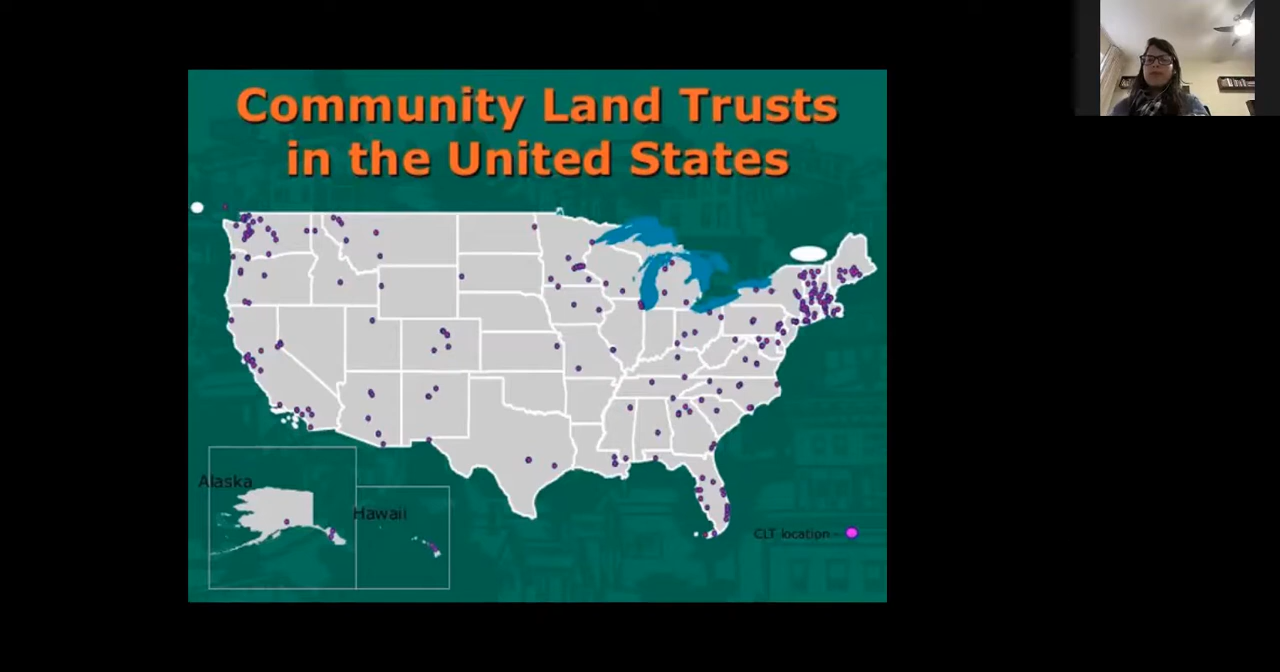 Community Land Trusts
in the United States
Alaska
Hawaii
CLT location -